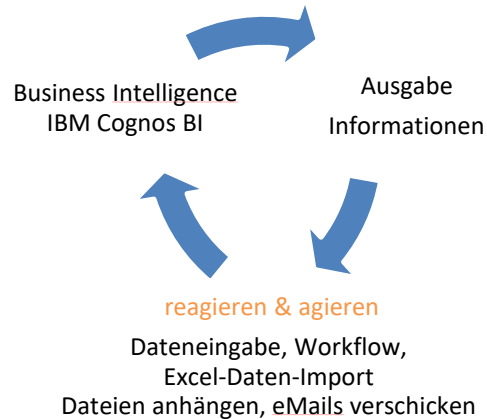 Business Intelligence
IBM Cognos BI
Ausgabe
Informationen
reagieren & agieren
Dateneingabe, Workflow,
Excel-Daten-Import
Dateien anhängen, eMails verschicken